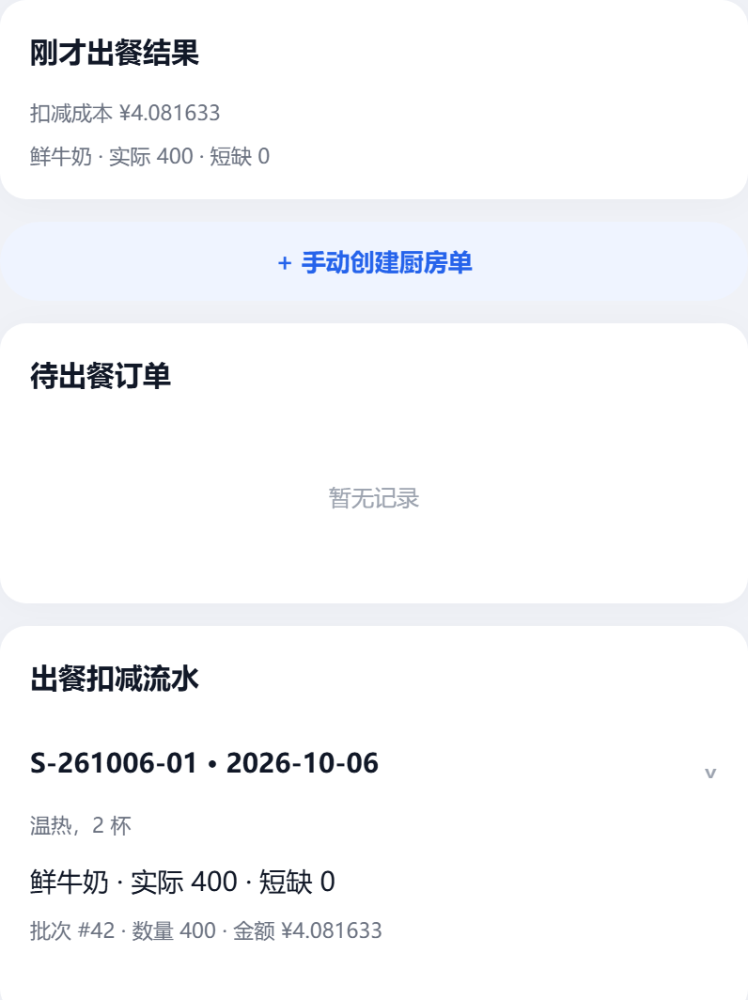 刚才出餐结果
扣减成本 ¥4.081633
鲜牛奶 · 实际 400 · 短缺 0
+ 手动创建厨房单
待出餐订单
暂无记录
出餐扣减流水
S-261006-01 • 2026-10-06
v
温热，2 杯
鲜牛奶 · 实际 400 · 短缺 0
批次 #42 · 数量 400 · 金额 ¥4.081633